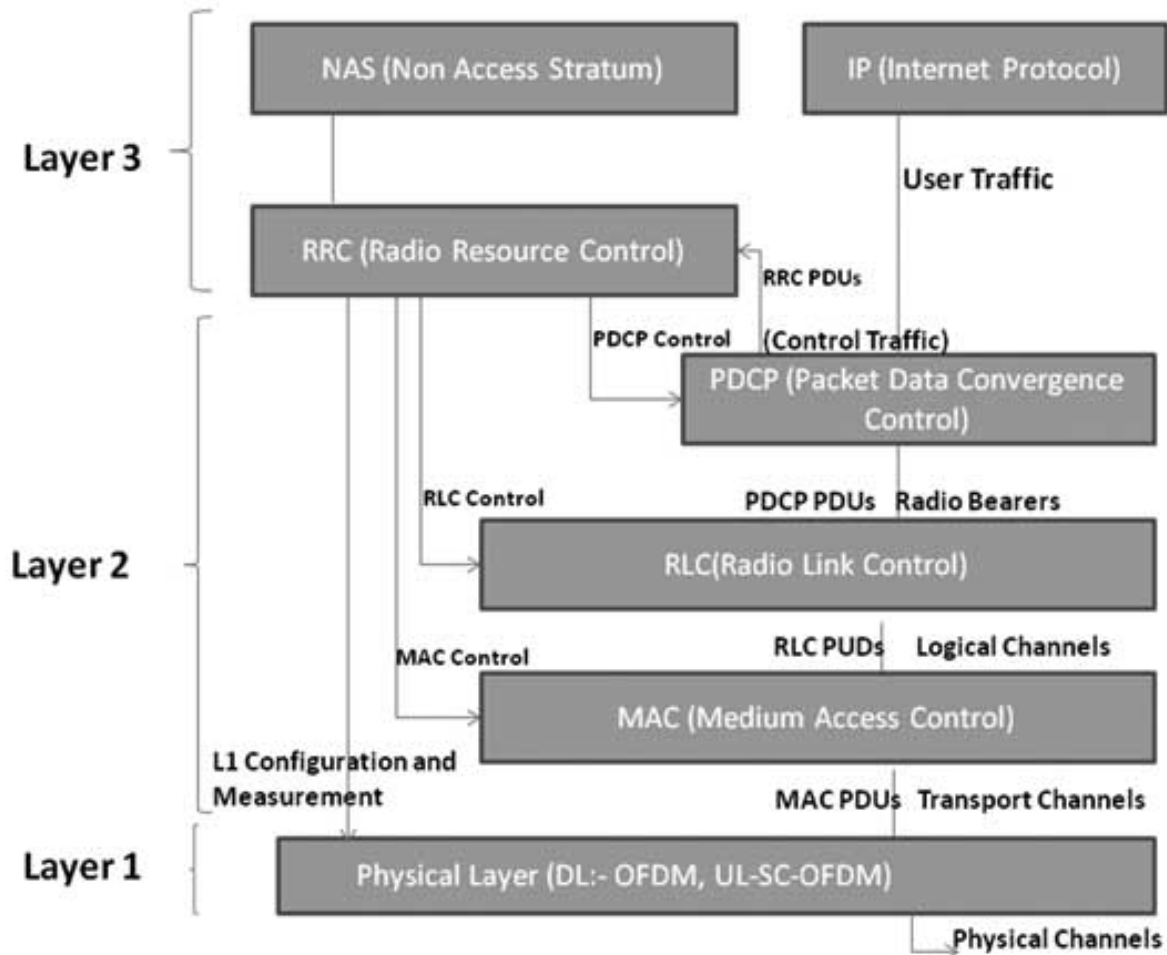 NAS (Non Access Stratum)
IP (Internet Protocol)
Layer 3
User Traffic
RRC (Radio Resource Control)
RRC PDUs
PDCP Control
(Control Traffic)
PDCP (Packet Data Convergence
Control)
RLC Control
PDCP PDUs
Radio Bearers
Layer 2
RLC(Radio Link Control)
RLC PUDs
Logical Channels
MAC Control
MAC (Medium Access Control)
L1 Configuration and
Measurement
MAC PDUs
Transport Channels
Layer 1
Physical Layer (DL:- OFDM, UL-SC-OFDM)
Physical Channels